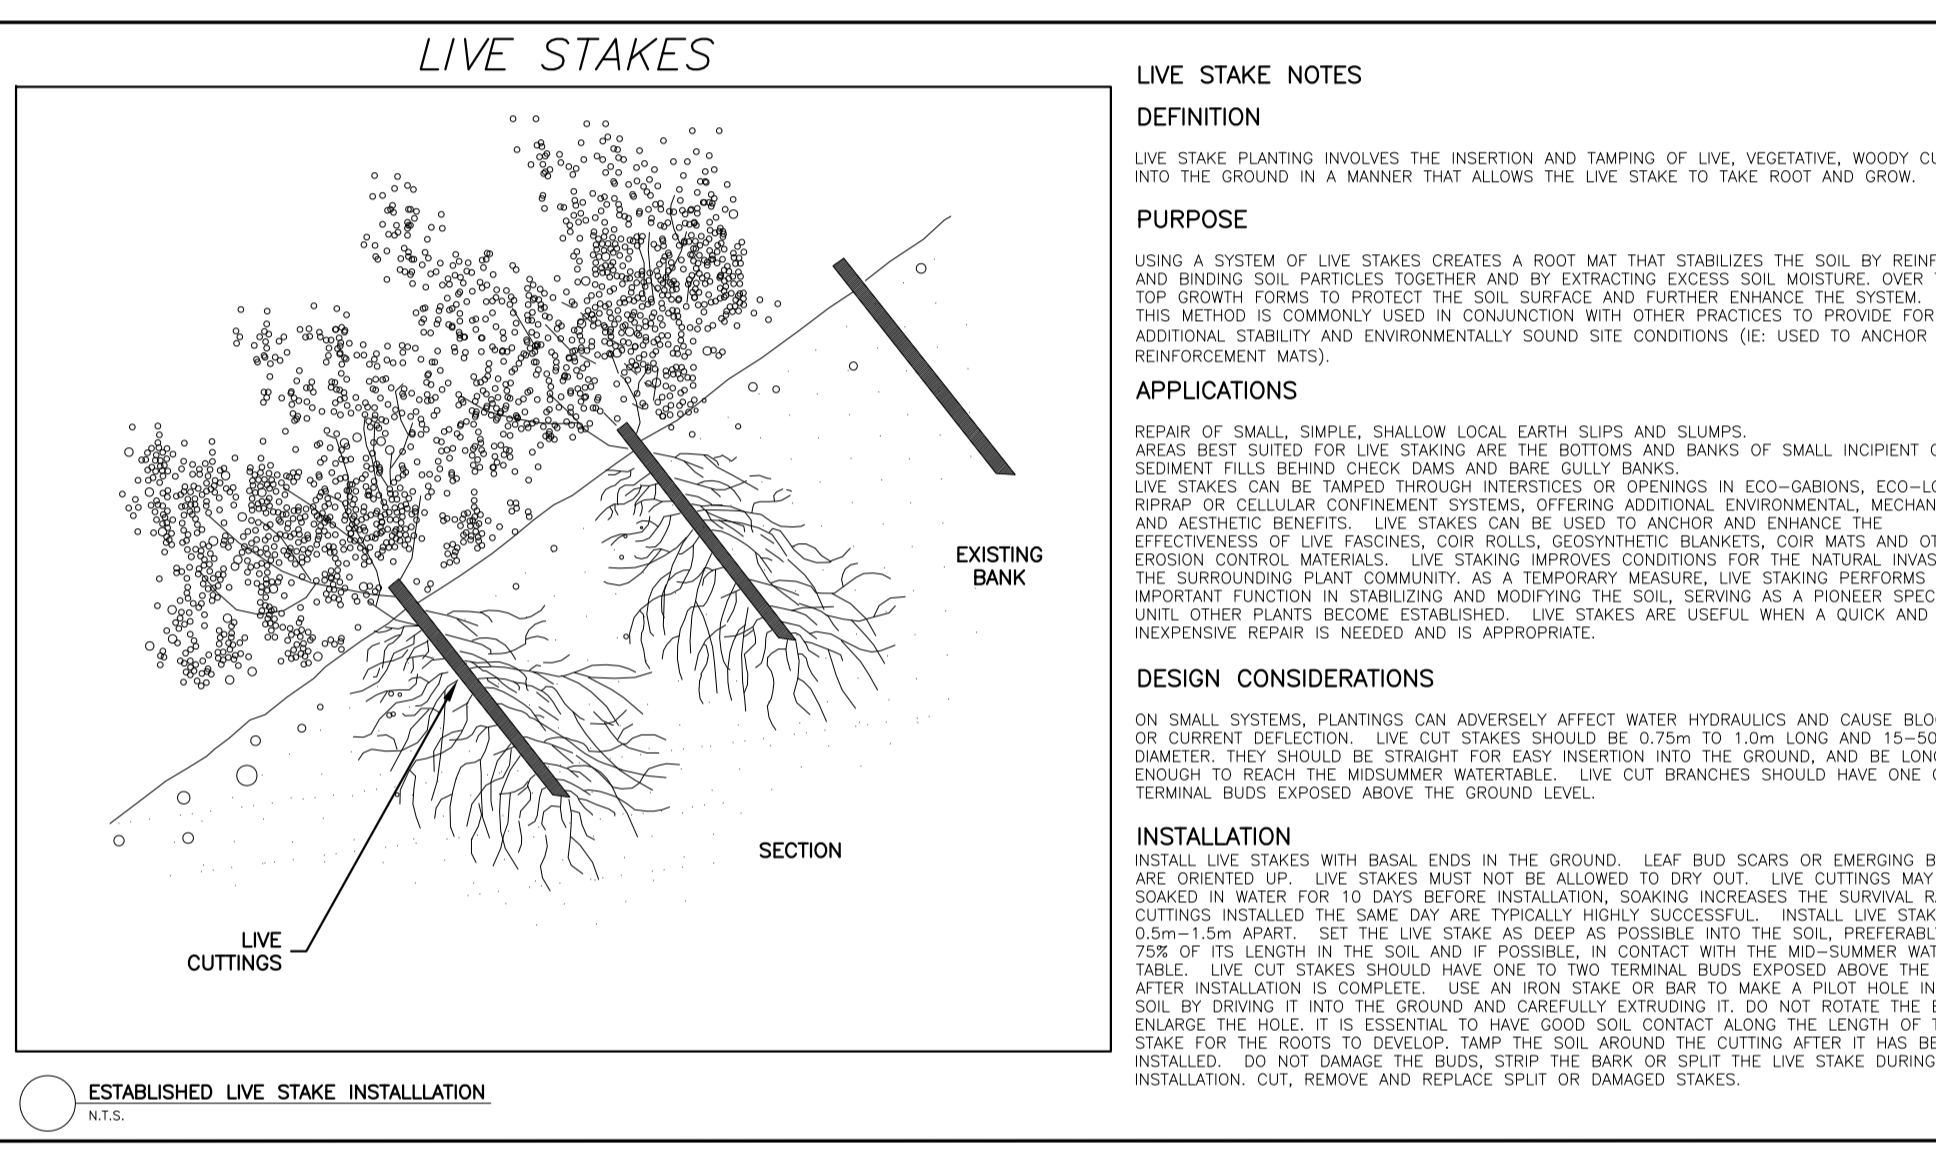 LIVE STAKES
EXISTING
BANK
SECTION
LIVE
CUTTINGS
ESTABLISHED LIVE STAKE INSTALLLATION
N.T.S.
LIVE STAKE NOTES
DEFINITION
LIVE STAKE PLANTING INVOLVES THE INSERTION AND TAMPING OF LIVE, VEGETATIVE, WOODY
INTO THE GROUND IN A MANNER THAT ALLOWS THE LIVE STAKE TO TAKE ROOT AND GROW.
PURPOSE
USING A SYSTEM OF LIVE STAKES CREATES A ROOT MAT THAT STABILIZES THE SOIL BY
AND BINDING SOIL PARTICLES TOGETHER AND BY EXTRACTING EXCESS SOIL MOISTURE. OVER
TOP GROWTH FORMS TO PROTECT THE SOIL SURFACE AND FURTHER ENHANCE THE SYSTEM.
THIS METHOD IS COMMONLY USED IN CONJUNCTION WITH OTHER PRACTICES TO PROVIDE FOR
ADDITIONAL STABILITY AND ENVIRONMENTALLY SOUND SITE CONDITIONS (IE: USED TO ANCHOR
REINFORCEMENT MATS).
APPLICATIONS
REPAIR OF SMALL, SIMPLE, SHALLOW LOCAL EARTH SLIPS AND SLUMPS.
AREAS BEST SUITED FOR LIVE STAKING ARE THE BOTTOMS AND BANKS OF SMALL INCIPIENT
SEDIMENT FILLS BEHIND CHECK DAMS AND BARE GULLY BANKS.
LIVE STAKES CAN BE TAMPED THROUGH INTERSTICES OR OPENINGS IN ECO-GABIONS,
RIPRAP OR CELLULAR CONFINEMENT SYSTEMS, OFFERING ADDITIONAL ENVIRONMENTAL,
AND AESTHETIC BENEFITS. LIVE STAKES CAN BE USED TO ANCHOR AND ENHANCE THE
EFFECTIVENESS OF LIVE FASCINES, COIR ROLLS, GEOSYNTHETIC BLANKETS, COIR MATS AND
EROSION CONTROL MATERIALS. LIVE STAKING IMPROVES CONDITIONS FOR THE NATURAL
THE SURROUNDING PLANT COMMUNITY. AS A TEMPORARY MEASURE, LIVE STAKING PERFORMS
IMPORTANT FUNCTION IN STABILIZING AND MODIFYING THE SOIL, SERVING AS A PIONEER
UNITL OTHER PLANTS BECOME ESTABLISHED. LIVE STAKES ARE USEFUL WHEN A QUICK AND
INEXPENSIVE REPAIR IS NEEDED AND IS APPROPRIATE.
DESIGN CONSIDERATIONS
ON SMALL SYSTEMS, PLANTINGS CAN ADVERSELY AFFECT WATER HYDRAULICS AND CAUSE
OR CURRENT DEFLECTION. LIVE CUT STAKES SHOULD BE 0.75m TO 1.0m LONG AND
DIAMETER. THEY SHOULD BE STRAIGHT FOR EASY INSERTION INTO THE GROUND, AND BE
ENOUGH TO REACH THE MIDSUMMER WATERTABLE. LIVE CUT BRANCHES SHOULD HAVE ONE
TERMINAL BUDS EXPOSED ABOVE THE GROUND LEVEL.
INSTALLATION
INSTALL LIVE STAKES WITH BASAL ENDS IN THE GROUND. LEAF BUD SCARS OR EMERGING
ARE ORIENTED UP. LIVE STAKES MUST NOT BE ALLOWED TO DRY OUT. LIVE CUTTINGS MAY
SOAKED IN WATER FOR 10 DAYS BEFORE INSTALLATION, SOAKING INCREASES THE SURVIVAL
CUTTINGS INSTALLED THE SAME DAY ARE TYPICALLY HIGHLY SUCCESSFUL. INSTALL LIVE
0.5m-1.5m APART. SET THE LIVE STAKE AS DEEP AS POSSIBLE INTO THE SOIL,
75% OF ITS LENGTH IN THE SOIL AND IF POSSIBLE, IN CONTACT WITH THE MID-SUMMER
TABLE. LIVE CUT STAKES SHOULD HAVE ONE TO TWO TERMINAL BUDS EXPOSED ABOVE THE
AFTER INSTALLATION IS COMPLETE. USE AN IRON STAKE OR BAR TO MAKE A PILOT HOLE IN
SOIL BY DRIVING IT INTO THE GROUND AND CAREFULLY EXTRUDING IT. DO NOT ROTATE THE
ENLARGE THE HOLE. IT IS ESSENTIAL TO HAVE GOOD SOIL CONTACT ALONG THE LENGTH OF
STAKE FOR THE ROOTS TO DEVELOP. TAMP THE SOIL AROUND THE CUTTING AFTER IT HAS
INSTALLED. DO NOT DAMAGE THE BUDS, STRIP THE BARK OR SPLIT THE LIVE STAKE DURING
INSTALLATION. CUT, REMOVE AND REPLACE SPLIT OR DAMAGED STAKES.